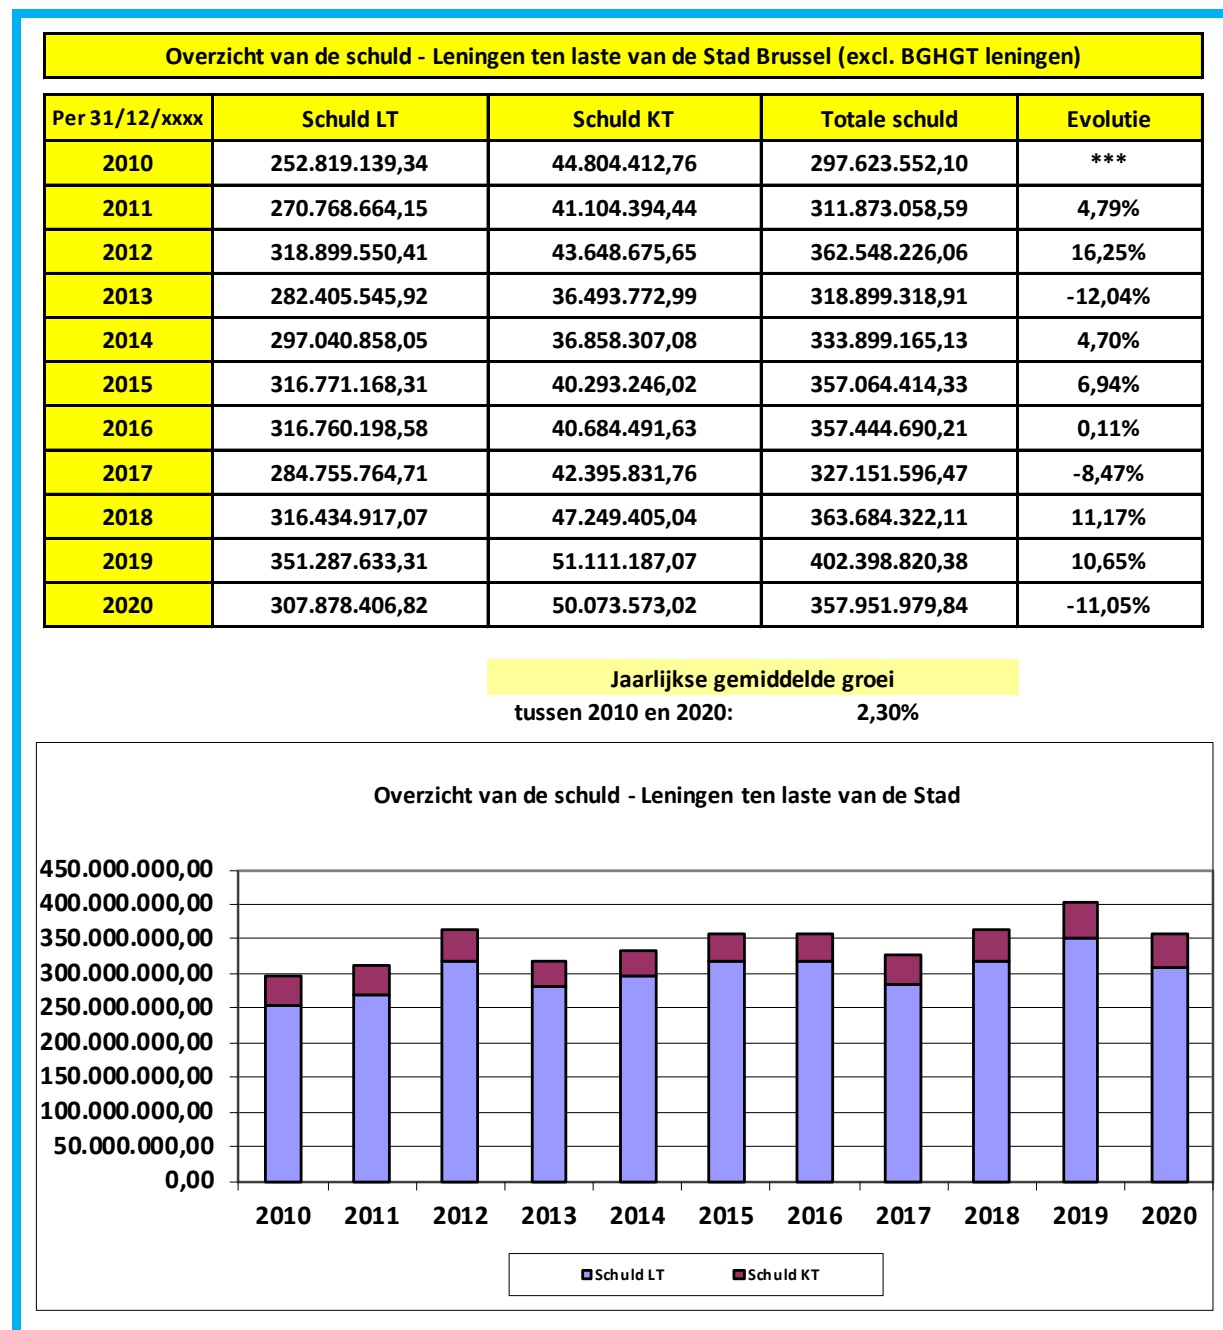 Overzicht van de schuld - Leningen ten laste van de Stad Brussel (excl. BGHGT leningen)
Per 31/12/xxxx Schuld LT Schuld KT Totale schuld Evolutie
2010 252.819.139,34 44.804.412,76 297.623.552,10 ***
2011 270.768.664,15 41.104.394,44 311.873.058,59 4,79%
2012 318.899.550,41 43.648.675,65 362.548.226,06 16,25%
2013 282.405.545,92 36.493.772,99 318.899.318,91 -12,04%
2014 297.040.858,05 36.858.307,08 333.899.165,13 4,70%
2015 316.771.168,31 40.293.246,02 357.064.414,33 6,94%
2016 316.760.198,58 40.684.491,63 357.444.690,21 0,11%
2017 284.755.764,71 42.395.831,76 327.151.596,47 -8,47%
2018 316.434.917,07 47.249.405,04 363.684.322,11 11,17%
2019 351.287.633,31 51.111.187,07 402.398.820,38 10,65%
2020 307.878.406,82 50.073.573,02 357.951.979,84 -11,05%
Jaarlijkse gemiddelde groei
tussen 2010 en 2020: 2,30%
Overzicht van de schuld - Leningen ten laste van de Stad
450.000.000,00
400.000.000,00
350.000.000,00
300.000.000,00
250.000.000,00
200.000.000,00
150.000.000,00
100.000.000,00
50.000.000,00
0,00
2010 2011 2012 2013 2014 2015 2016 2017 2018 2019 2020
Schuld LT Schuld KT